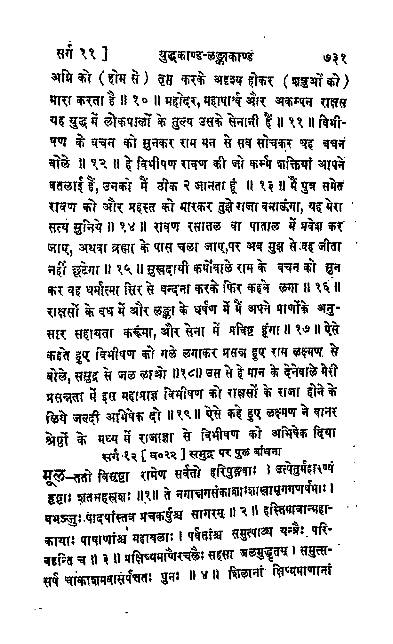 सर्ग ११ ] युद्धकाण्ड-लङ्काकाण्ड ७३१
अग्नि को ( होम से ) तृप्त करके अदृश्य होकर ( शत्रुओं को )
मारा करता है ॥ १० ॥ महोदर, महापार्श्व और अकम्पन राक्षस
यह युद्ध में लोकपालों के तुल्य उसके सेनानी हैं ॥ ११ ॥ विभी-
षण के वचन को सुनकर राम मन से सब सोचकर यह वचन
बोले ॥ १२ ॥ हे विभीषण रावण की जो कर्म्म शक्तियां आपने
बतलाई हैं, उनको मैं ठीक २ जानता हूं ॥ १३ ॥ मैं पुत्र समेत
रावण को और प्रहस्त को मारकर तुझे राजा बनाऊंगा, यह मेरा
सत्य सुनिये ॥ १४ ॥ रावण रसातल वा पाताल में प्रवेश कर
जाए, अथवा ब्रह्मा के पास चला जाए,पर अब मुझ से वह जीता
नहीं छुटेगा ॥ १५ ॥ सुखदायी कर्मोंवाले राम के वचन को सुन
कर वह धर्मात्मा सिर से वन्दना करके फिर कहने लगा ॥ १६ ॥
राक्षसों के वध में और लङ्का के धर्षण में मैं अपने प्राणोंके अनु-
सार सहायता करूंगा, और सेना में प्रविष्ट हूंगा ॥ १७ ॥ ऐसे
कहते हुए विभीषण को गले लगाकर प्रसन्न हुए राम लक्ष्मण से
बोले, समुद्र से जल लाओ ॥१८॥ उस से हे मान के देनेवाले मेरी
प्रसन्नता में इस महाप्राज्ञ विभीषण को राक्षसों के राजा होने के
लिये जल्दी अभिषेक दो ॥ १९ ॥ ऐसे कहे हुए लक्ष्मण ने वानर
श्रेष्ठों के मध्य में राजाज्ञा से विभीषण को अभिषेक दिया
सर्ग-१२ [ व०२२ ] समुद्र पर पुल बांधना
मूल-ततो विसृष्टा रामेण सर्वतो हरिपुङ्गवाः । उत्पेतुर्महारण्यं
हृष्टाः शतसहस्रशः ॥१॥ ते नगान्नगसंकाशाः शाखामृगगणर्षभाः ।
बभञ्जुः पादपांस्तत्र प्रचकर्षुश्च सागरम् ॥ २ ॥ हस्तिमात्रान्महा-
कायाः पाषाणांश्च महाबलाः । पर्वतांश्च समुत्पाट्य यन्त्रैः परि-
वहन्ति च ॥ ३ ॥ प्रक्षिप्यमाणैरचलैः सहसा जलमुद्धृतम् । समुत्स-
सर्प चाकाशमवासर्पत्ततः पुनः ॥ ४ ॥ शिलानां क्षिप्यमाणानां